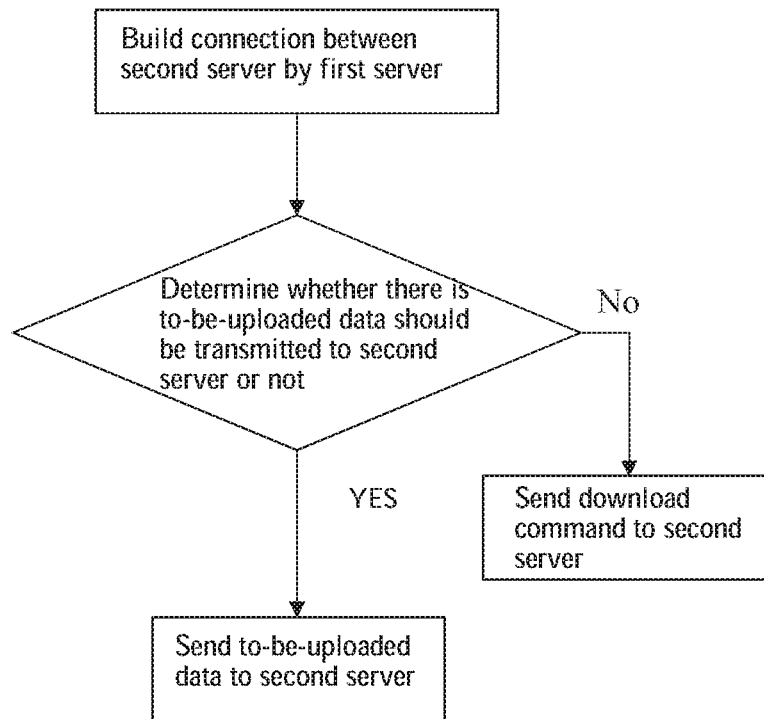 Build connection between
second server by first server
Determine whether there is
to-be-uploaded data should
be transmitted to second
server or not
No
YES
Send download
command to second
server
Send to-be-uploaded
data to second server